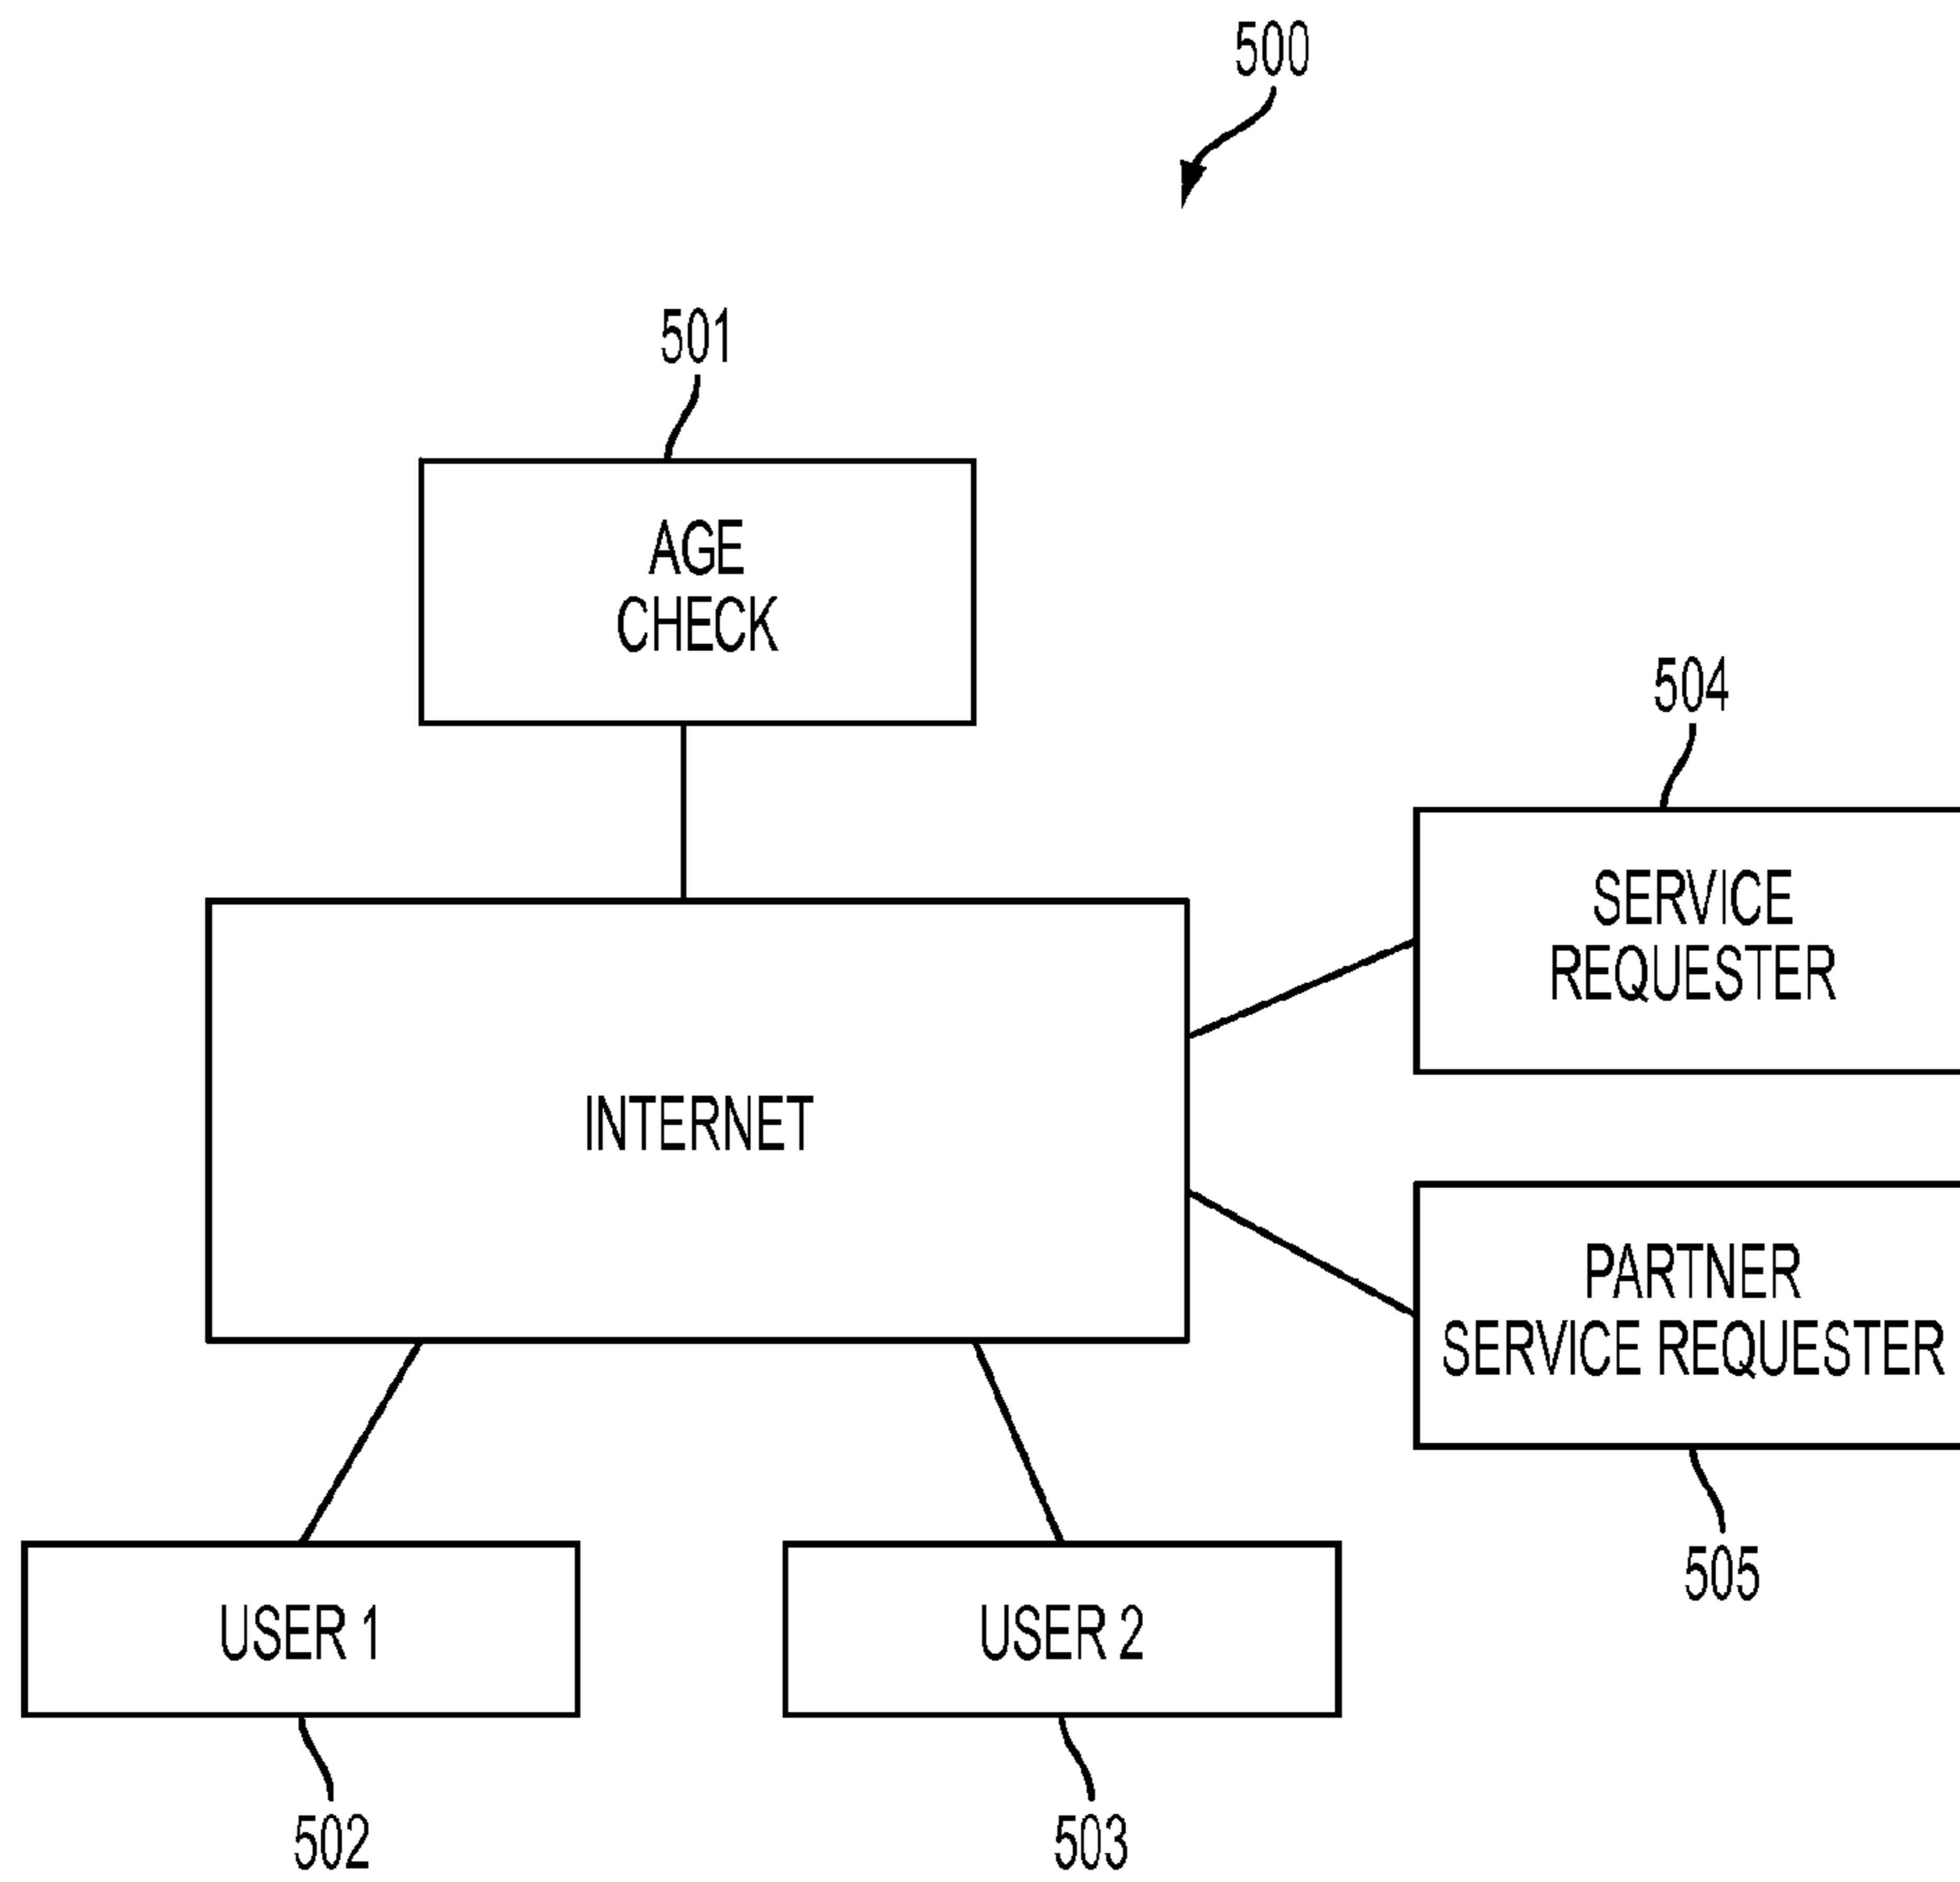 500
501
AGE
CHECK
504
SERVICE
REQUESTER
INTERNET
PARTNER
SERVICE REQUESTER
505
USER 1
USER 2
502
503